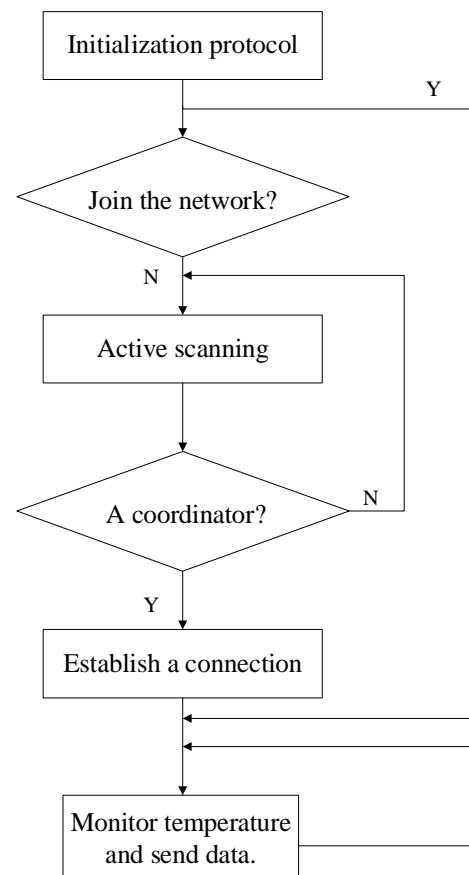 Initialization protocol
Y
Join the network?
N
Active scanning
A coordinator?
N
Y
Establish a connection
Monitor temperature
and send data.